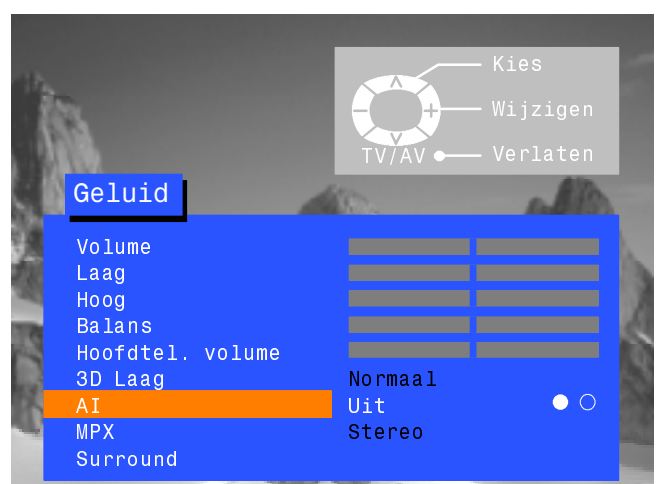 Kies
Wijzigen
TV/AV Verlaten
Geluid
Volume
Laag
Hoog
Balans
Hoofdtel. volume
3D Laag Normaal
AI Uit
MPX Stereo
Surround